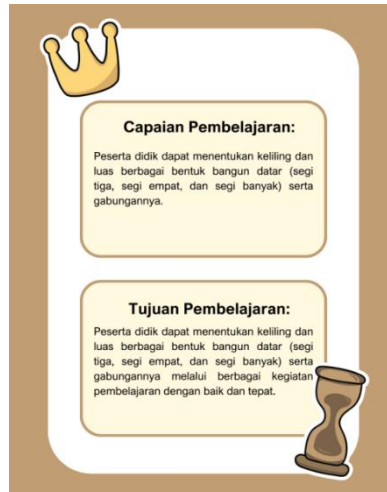 Capaian Pembelajaran:
Peserta didik dapat menentukan keliling dan
luas berbagai bentuk bangun datar (segi
tiga, segi empat, dan segi banyak) serta
gabungannya.
Tujuan Pembelajaran:
Peserta didik dapat menentukan keliling dan
luas berbagai bentuk bangun datar (segi
tiga, segi empat, dan segi banyak) serta
gabungannya melalui berbagai kegiatan
pembelajaran dengan baik dan tepat.